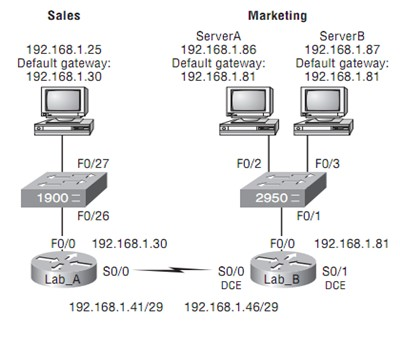 Sales
Marketing
192.168.1.25
Default gateway:
192.168.1.30
ServerA
192.168.1.86
Default gateway:
192.168.1.81
ServerB
192.168.1.87
Default gateway:
192.168.1.81
F0/27
F0/2
F0/3
1900
2950
F0/26
F0/1
F0/0
192.168.1.30
F0/0
192.168.1.81
Lab_A
S0/0
S0/0
DCE
Lab_B
S0/1
DCE
192.168.1.41/29
192.168.1.46/29